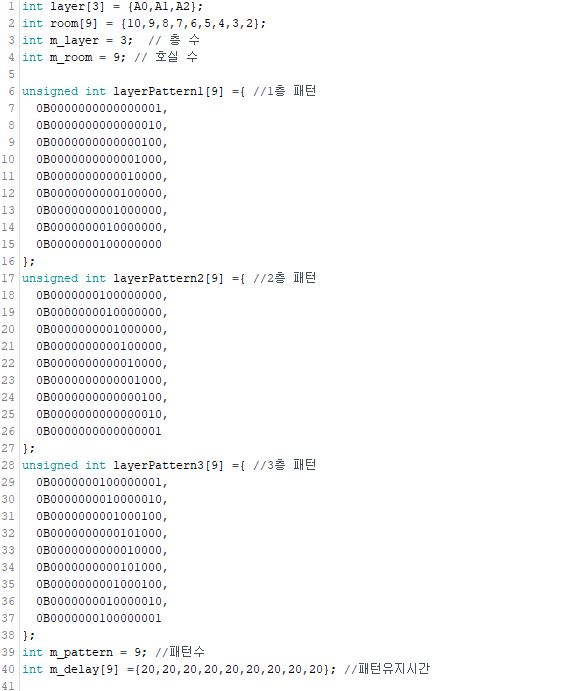 1 int layer[3] = {A0,A1,A2};
2 int room[9] = {10,9,8,7,6,5,4,3,2};
3 int m_layer = 3;  // 층 수
4 int m_room = 9; // 호실 수
5
6 unsigned int layerPattern1[9] ={ //1층 패턴
7   0B0000000000000001,
8   0B0000000000000010,
9   0B0000000000000100,
10   0B0000000000001000,
11   0B0000000000010000,
12   0B0000000000100000,
13   0B0000000001000000,
14   0B0000000010000000,
15   0B0000000100000000
16 };
17 unsigned int layerPattern2[9] ={ //2층 패턴
18   0B0000000100000000,
19   0B0000000010000000,
20   0B0000000001000000,
21   0B0000000000100000,
22   0B0000000000010000,
23   0B0000000000001000,
24   0B0000000000000100,
25   0B0000000000000010,
26   0B0000000000000001
27 };
28 unsigned int layerPattern3[9] ={ //3층 패턴
29   0B0000000100000001,
30   0B0000000010000010,
31   0B0000000001000100,
32   0B0000000000101000,
33   0B0000000000010000,
34   0B0000000000101000,
35   0B0000000001000100,
36   0B0000000010000010,
37   0B0000000100000001
38 };
39 int m_pattern = 9; //패턴수
40 int m_delay[9] ={20,20,20,20,20,20,20,20,20}; //패턴유지시간
41